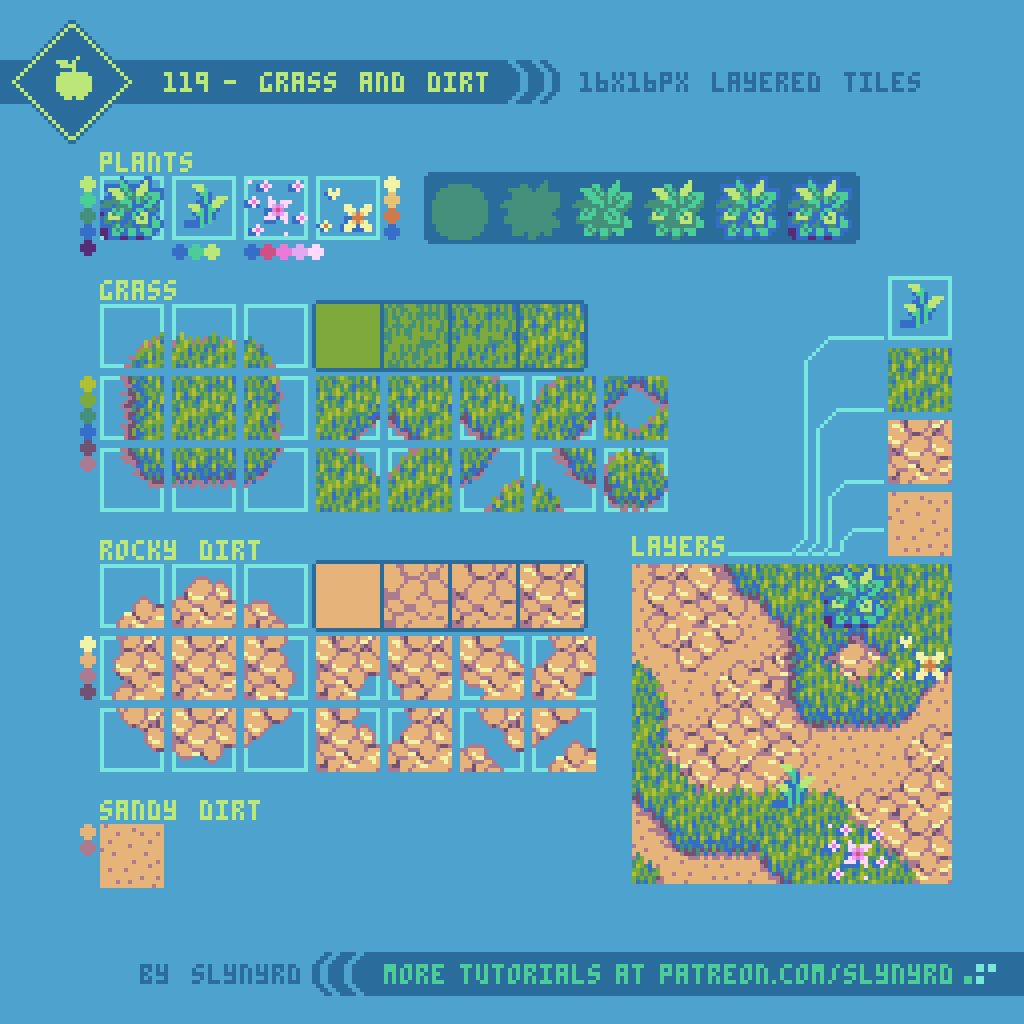 119 - GRASS AND DIRT
16X16PX LAYERED TILES
PLANTS
GRASS
ROCKY DIRT
LAYERS
SANDY DIRT
BY SLYNYRD
MORE TUTORIALS AT PATREON.COM/SLYNYRD